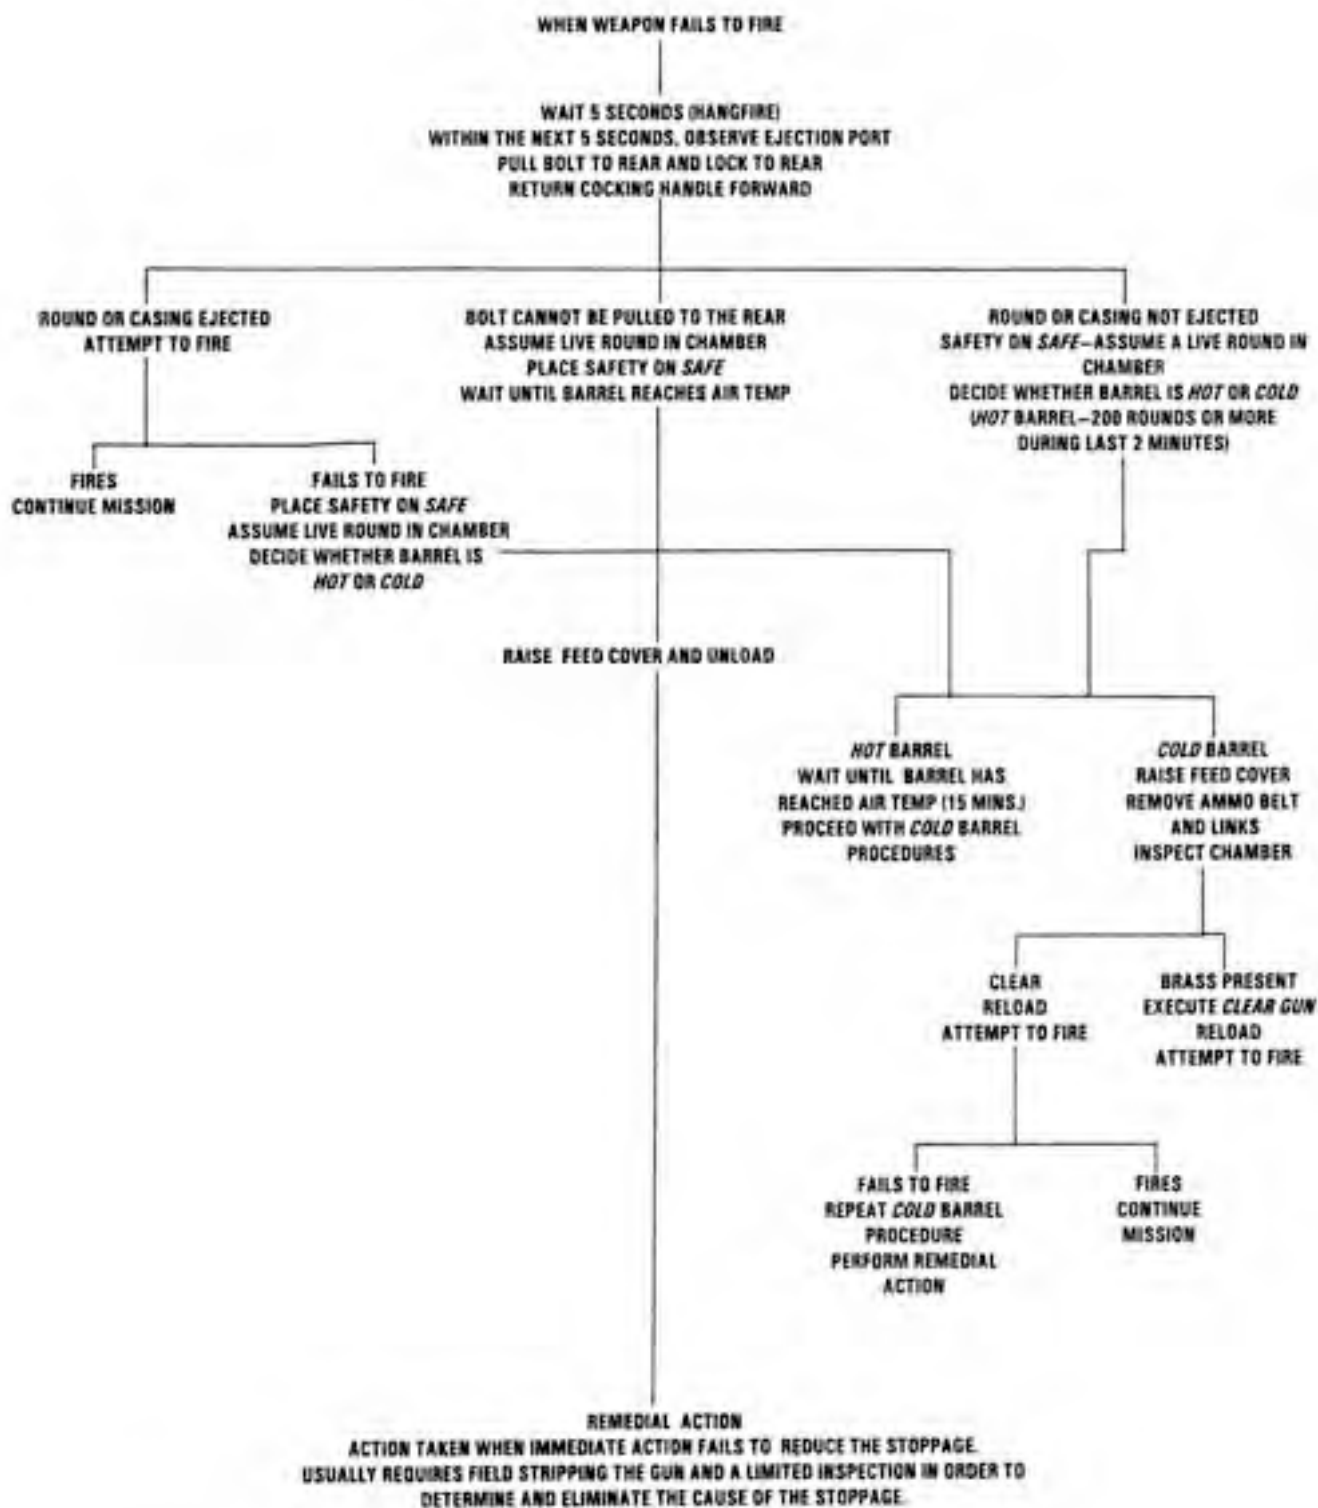 WHEN WEAPON FAILS TO FIRE
WAIT 5 SECONDS (HANGFIRE)
WITHIN THE NEXT 5 SECONDS, OBSERVE EJECTION PORT
PULL BOLT TO REAR AND LOCK TO REAR
RETURN COCKING HANDLE FORWARD
ROUND OR CASING EJECTED
ATTEMPT TO FIRE
BOLT CANNOT BE PULLED TO THE REAR
ASSUME LIVE ROUND IN CHAMBER
PLACE SAFETY ON SAFE
WAIT UNTIL BARREL REACHES AIR TEMP
ROUND OR CASING NOT EJECTED
SAFETY ON SAFE–ASSUME A LIVE ROUND IN
CHAMBER
DECIDE WHETHER BARREL IS HOT OR COLD
(HOT BARREL–200 ROUNDS OR MORE
DURING LAST 2 MINUTES)
FIRES
CONTINUE MISSION
FAILS TO FIRE
PLACE SAFETY ON SAFE
ASSUME LIVE ROUND IN CHAMBER
DECIDE WHETHER BARREL IS
HOT OR COLD
RAISE FEED COVER AND UNLOAD
HOT BARREL
WAIT UNTIL BARREL HAS
REACHED AIR TEMP (15 MINS.)
PROCEED WITH COLD BARREL
PROCEDURES
COLD BARREL
RAISE FEED COVER
REMOVE AMMO BELT
AND LINKS
INSPECT CHAMBER
CLEAR
RELOAD
ATTEMPT TO FIRE
BRASS PRESENT
EXECUTE CLEAR GUN
RELOAD
ATTEMPT TO FIRE
FAILS TO FIRE
REPEAT COLD BARREL
PROCEDURE
PERFORM REMEDIAL
ACTION
FIRES
CONTINUE
MISSION
REMEDIAL ACTION
ACTION TAKEN WHEN IMMEDIATE ACTION FAILS TO REDUCE THE STOPPAGE.
USUALLY REQUIRES FIELD STRIPPING THE GUN AND A LIMITED INSPECTION IN ORDER TO
DETERMINE AND ELIMINATE THE CAUSE OF THE STOPPAGE.